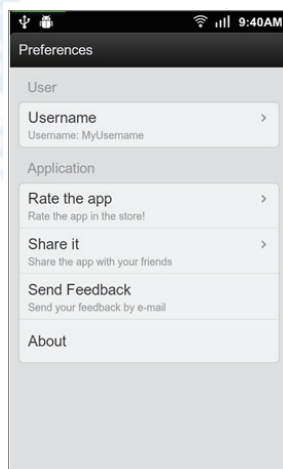 9:40AM
Preferences
User
Username
Username: MyUsername
Application
Rate the app
Rate the app in the store!
Share it
Share the app with your friends
Send Feedback
Send your feedback by e-mail
About